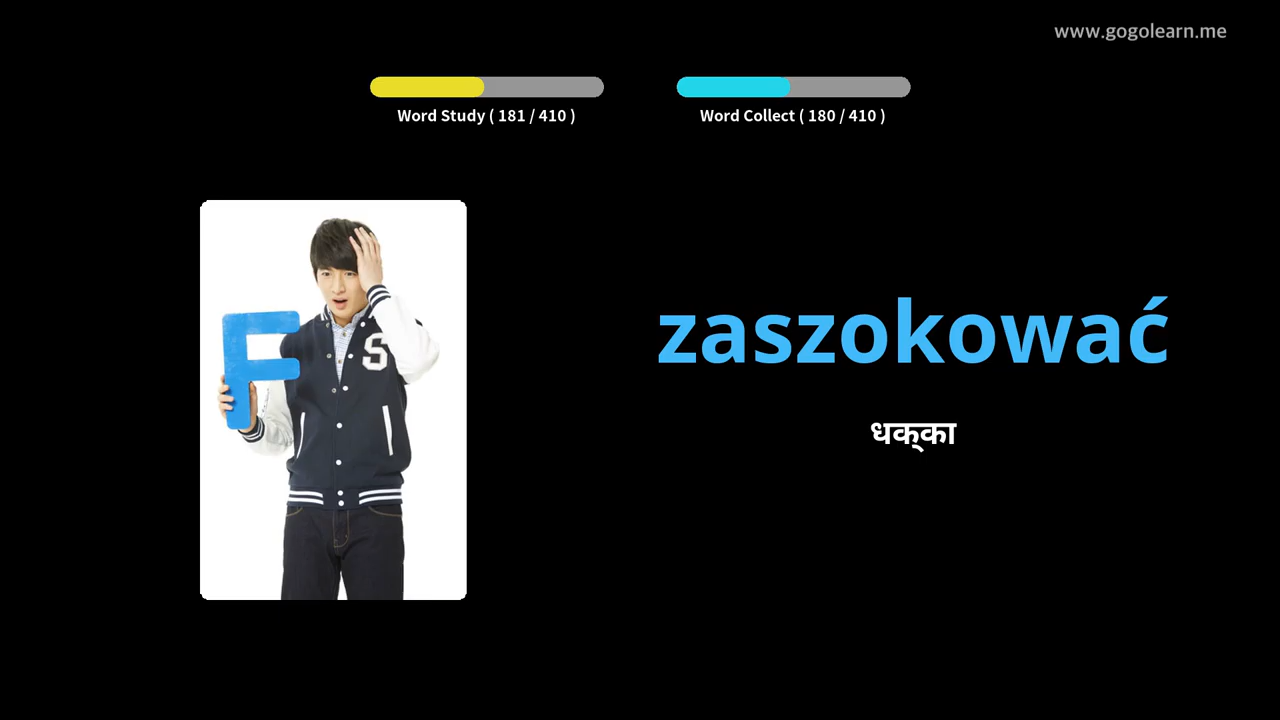 www.gogolearn.me
Word Study ( 181 / 410 )
Word Collect ( 180 / 410 )
F
S
zaszokować
धक्का